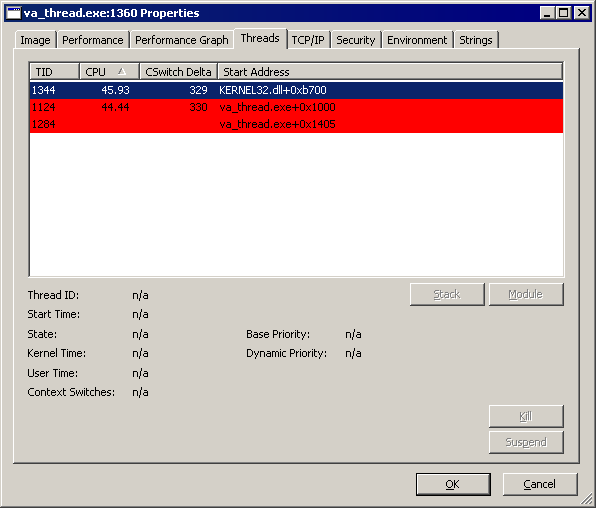 va_thread.exe:1360 Properties
Image Performance Performance Graph Threads TCP/IP Security Environment Strings
TID CPU CSwitch Delta Start Address
1344 45.93 329 KERNEL32.dll+0xb700
1124 44.44 330 va_thread.exe+0x1000
1284 va_thread.exe+0x1405
Thread ID: n/a Stack Module
Start Time: n/a
State: n/a Base Priority: n/a
Kernel Time: n/a Dynamic Priority: n/a
User Time: n/a
Context Switches: n/a
Kill
Suspend
OK Cancel